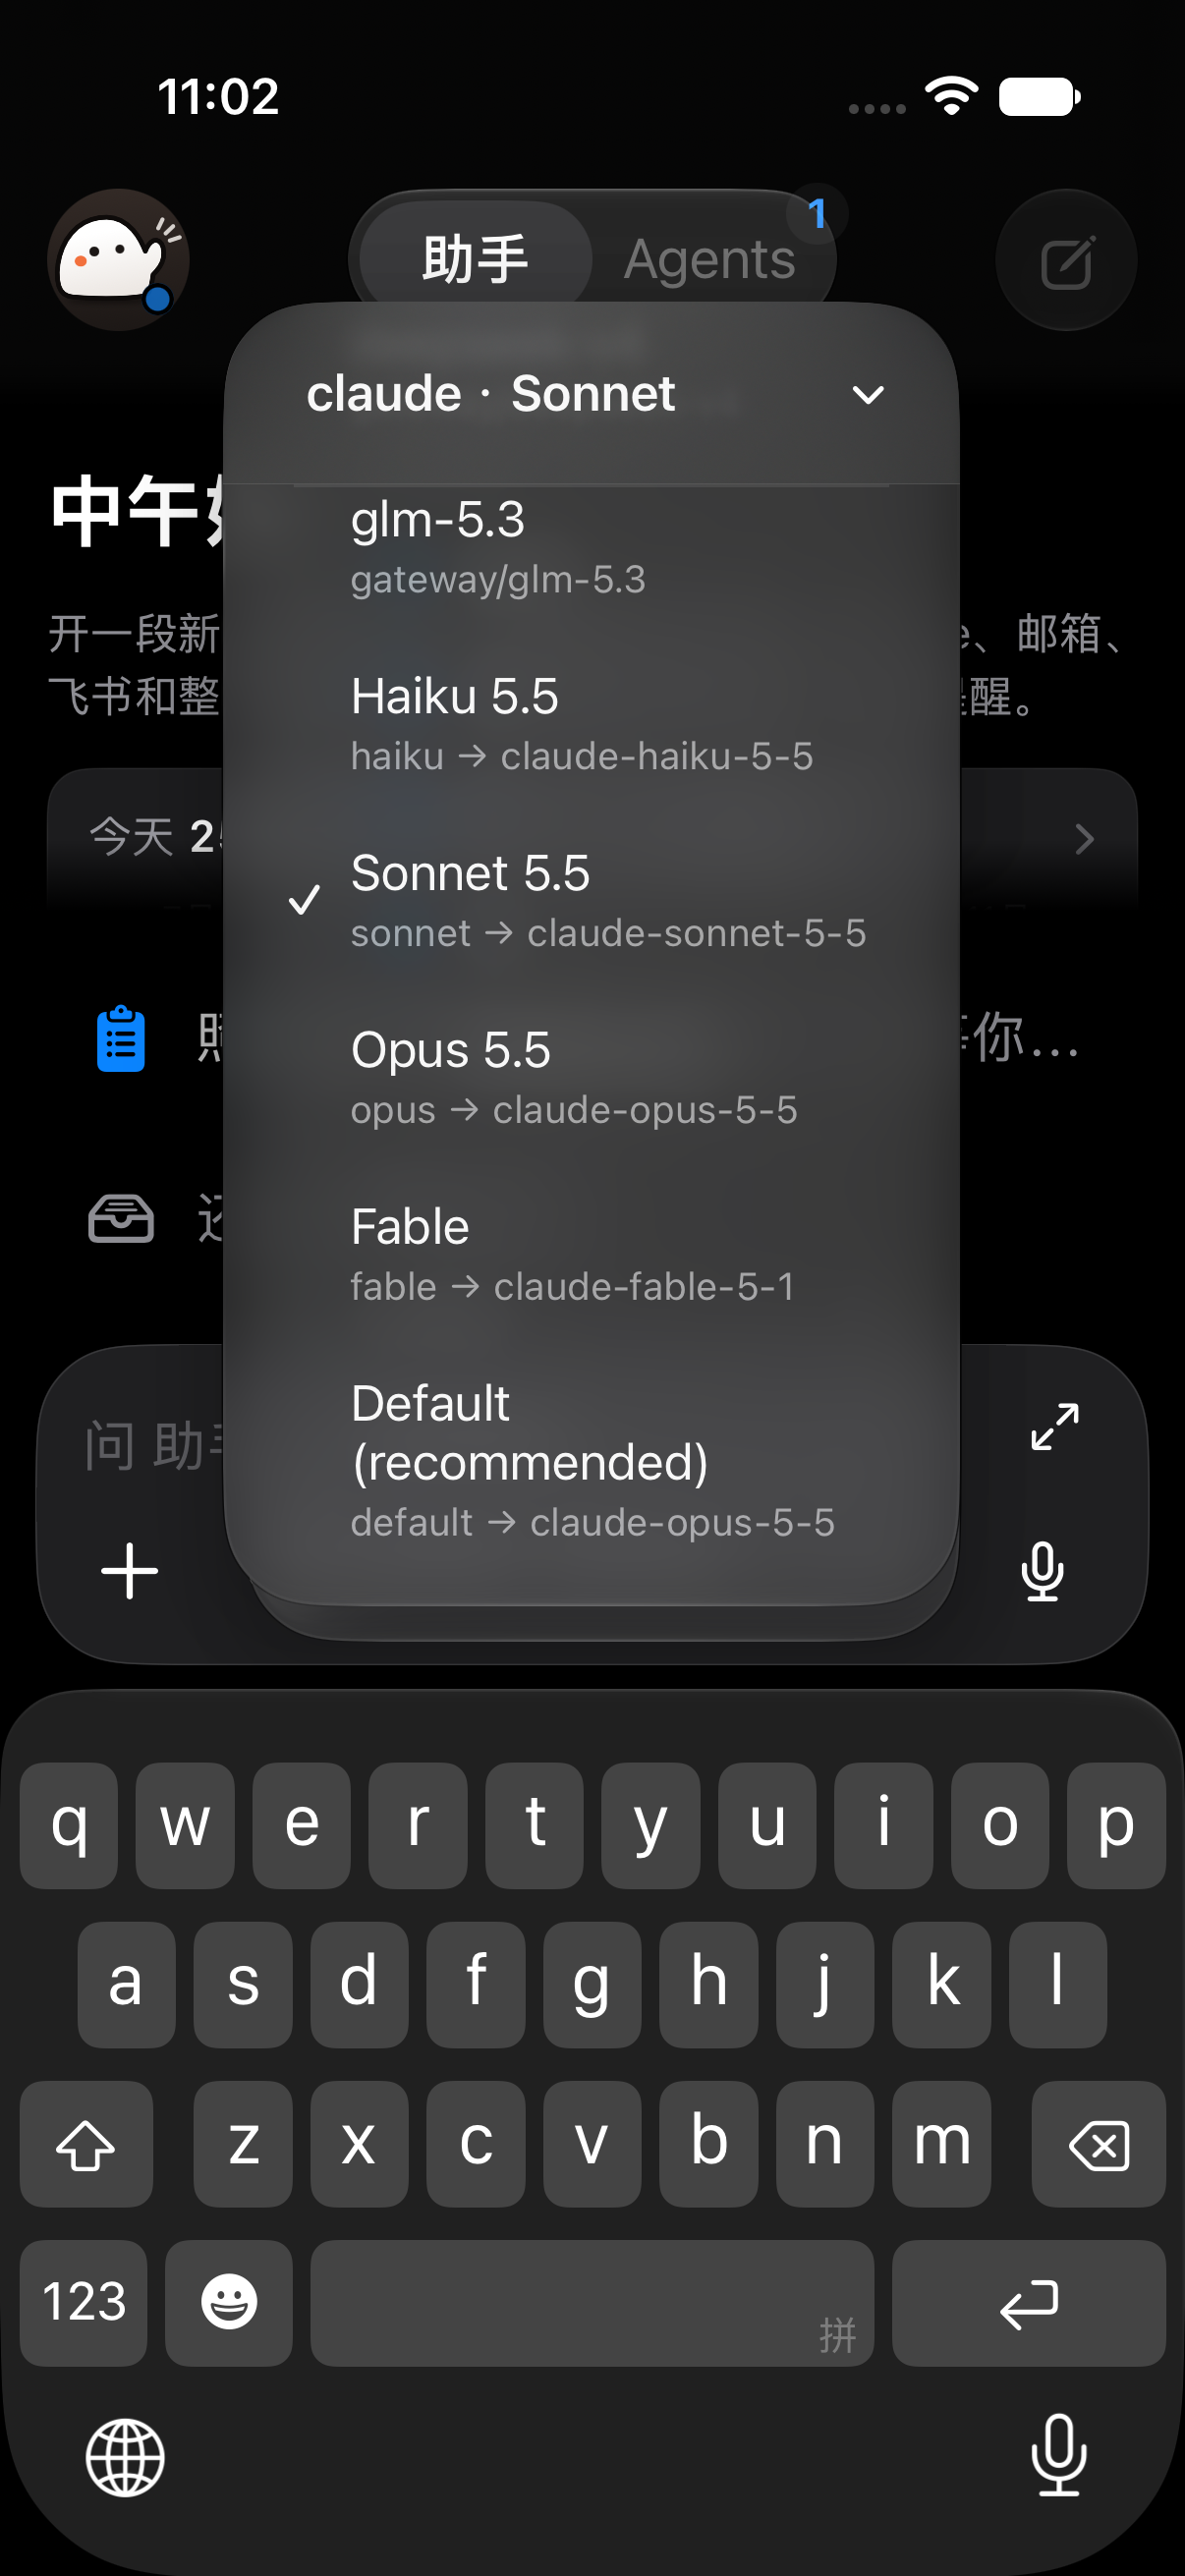 11:02
助手
Agents
1
claude · Sonnet
中午
glm-5.3
gateway/glm-5.3
开一段新
、邮箱、
飞书和整
醒。
Haiku 5.5
haiku → claude-haiku-5-5
今天 2
Sonnet 5.5
sonnet → claude-sonnet-5-5
你...
Opus 5.5
opus → claude-opus-5-5
Fable
fable → claude-fable-5-1
Default
(recommended)
default → claude-opus-5-5
问 助
q w e r t y u i o p
a s d f g h j k l
z x c v b n m
123
拼